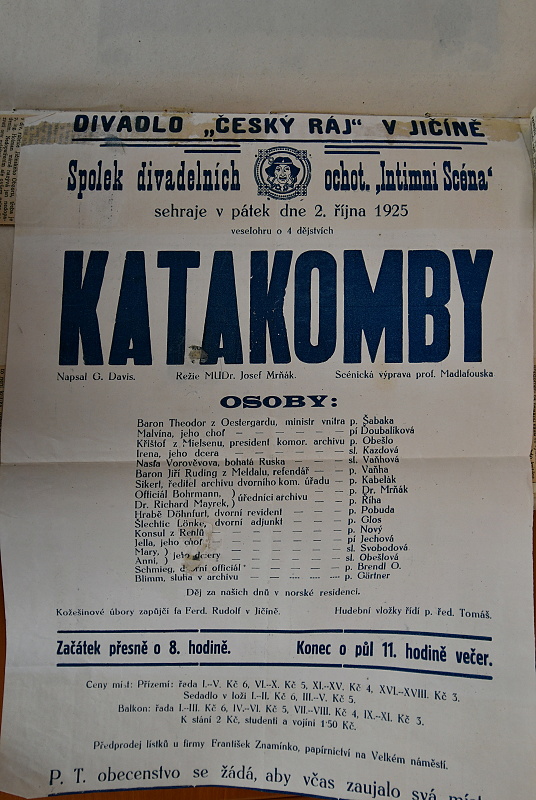 DIVADLO „ČESKÝ RÁJ“ V JIČÍNĚ
Spolek divadelních ochot. „Intimni Scéna“
sehraje v pátek dne 2. října 1925
veselohru o 4 dějstvích
KATAKOMBY
Napsal G. Davis. Režie MUDr. Josef Mrňák. Scénická výprava prof. Madlafouska
OSOBY:
Baron Theodor z Oestergardu, ministr vnitra p. Šabaka
Malvína, jeho choť — — — — — — pí Doubalíková
Křištof z Mielsenu, president komor. archivu p. Obešlo
Irena, jeho dcera — — — — — — sl. Kazdová
Nasťa Vorověvova, bohatá Ruska — — — sl. Vaňhová
Baron Jiří Ruding z Meldalu, refendář — — p. Vaňha
Sikert, ředitel archivu dvorního kom. úřadu — p. Kabelák
Officiál Bohrmann, ) úředníci archivu — — p. Dr. Mrňák
Dr. Richard Mayrek, ) p. Říha
Hrabě Döhnfurt, dvorní revident — — — p. Pobuda
Šlechtic Lönke, dvorní adjunkt — — — p. Glos
Konsul z Renlů — — — — — — p. Nový
Jella, jeho choť — — — — — — pí Jechová
Mary, ) jeho dcery — — — — — sl. Svobodová
Anni, ) sl. Obešlová
Schmieg, dvorní official — — — — p. Brendl O.
Blimm, sluha v archivu — — — — p. Gärtner
Děj za našich dnů v norské residenci.
Kožešinové úbory zapůjčí fa Ferd. Rudolf v Jičíně. Hudební vložky řídí p. řed. Tomáš.
Začátek přesně o 8. hodině. Konec o půl 11. hodině večer.
Ceny míst: Přízemí: řada I.–V. Kč 6, VI.–X. Kč 5, XI.–XV. Kč 4, XVI.–XVIII. Kč 3.
Sedadlo v loži I.–II. Kč 6, III.–V. Kč 5.
Balkon: řada I.–III. Kč 6, IV.–VI. Kč 5, VII.–VIII. Kč 4, IX.–XI. Kč 3.
K stání 2 Kč, studenti a vojíni 1·50 Kč.
Předprodej lístků u firmy František Znamínko, papírnictví na Velkém náměstí.
P. T. obecenstvo se žádá, aby včas zaujalo svá